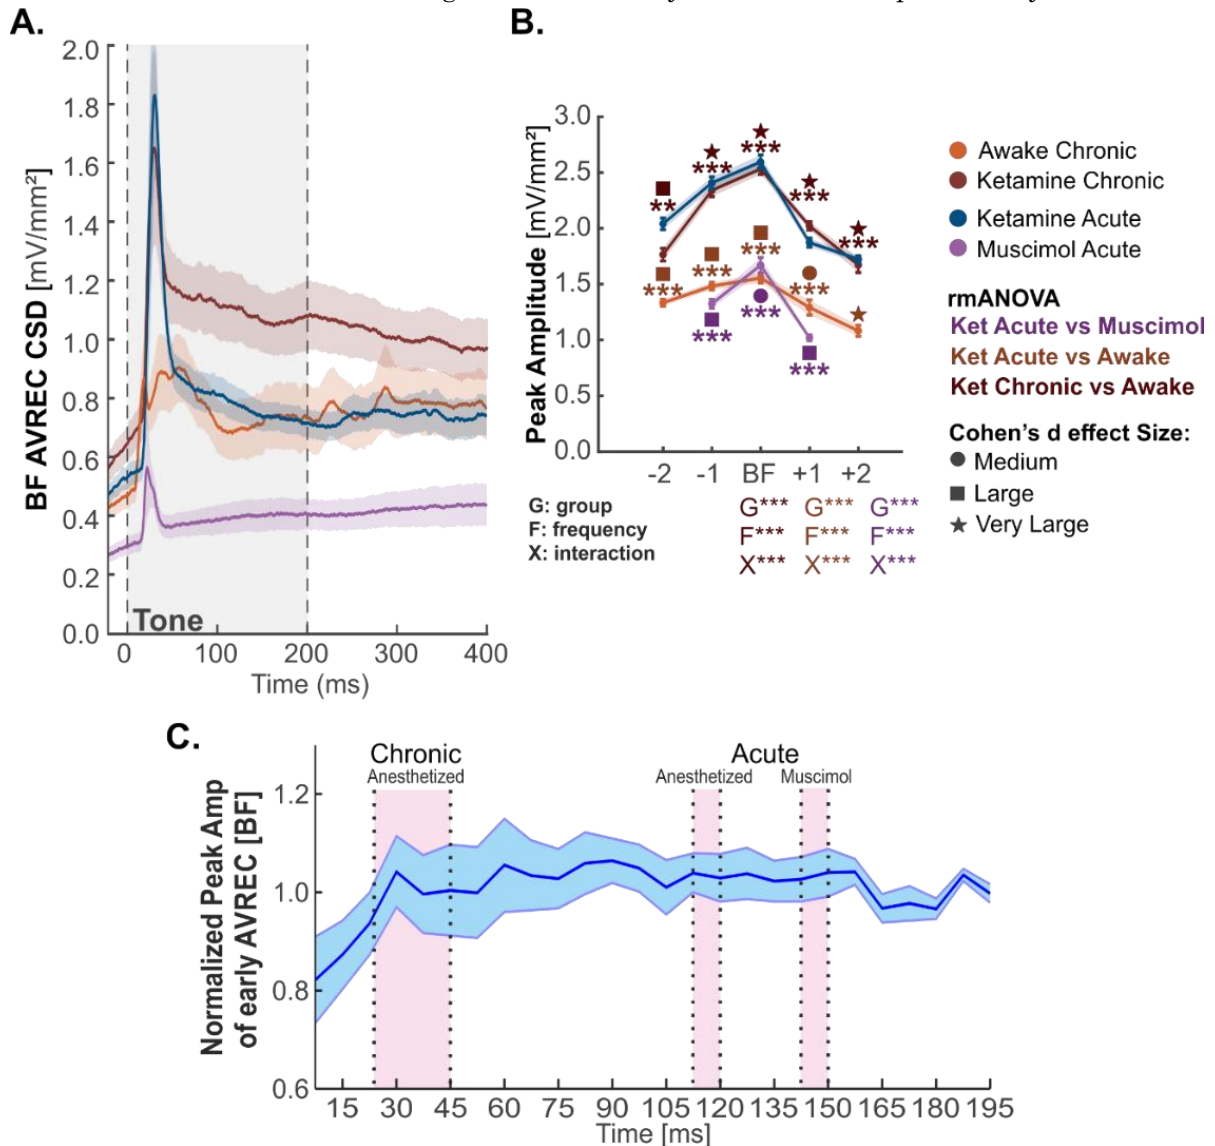 A.
BF AVREC CSD [mV/mm²]
2.0
1.8
1.6
1.4
1.2
1.0
0.8
0.6
0.4
0.2
0.0
Tone
0 100 200 300 400
Time (ms)
B.
Peak Amplitude [mV/mm²]
3.0
2.5
2.0
1.5
1.0
0.5
0.0
** *** *** *** ***
*** *** *** ***
*** *** ***
-2 -1 BF +1 +2
G: group
F: frequency
X: interaction
G*** G*** G***
F*** F*** F***
X*** X*** X***
Awake Chronic
Ketamine Chronic
Ketamine Acute
Muscimol Acute
rmANOVA
Ket Acute vs Muscimol
Ket Acute vs Awake
Ket Chronic vs Awake
Cohen's d effect Size:
Medium
Large
Very Large
C.
Normalized Peak Amp
of early AVREC [BF]
Chronic
Anesthetized
Acute
Anesthetized Muscimol
1.2
1.0
0.8
0.6
15 30 45 60 75 90 105 120 135 150 165 180 195
Time [ms]